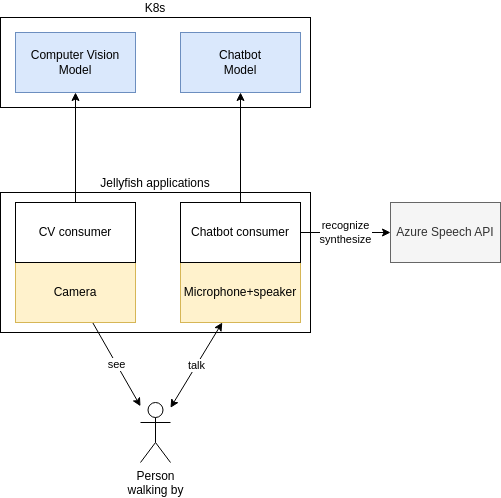 K8s
Computer Vision
Model
Chatbot
Model
Jellyfish applications
CV consumer
Chatbot consumer
recognize
synthesize
Azure Speech API
Camera
Microphone+speaker
see
talk
Person
walking by